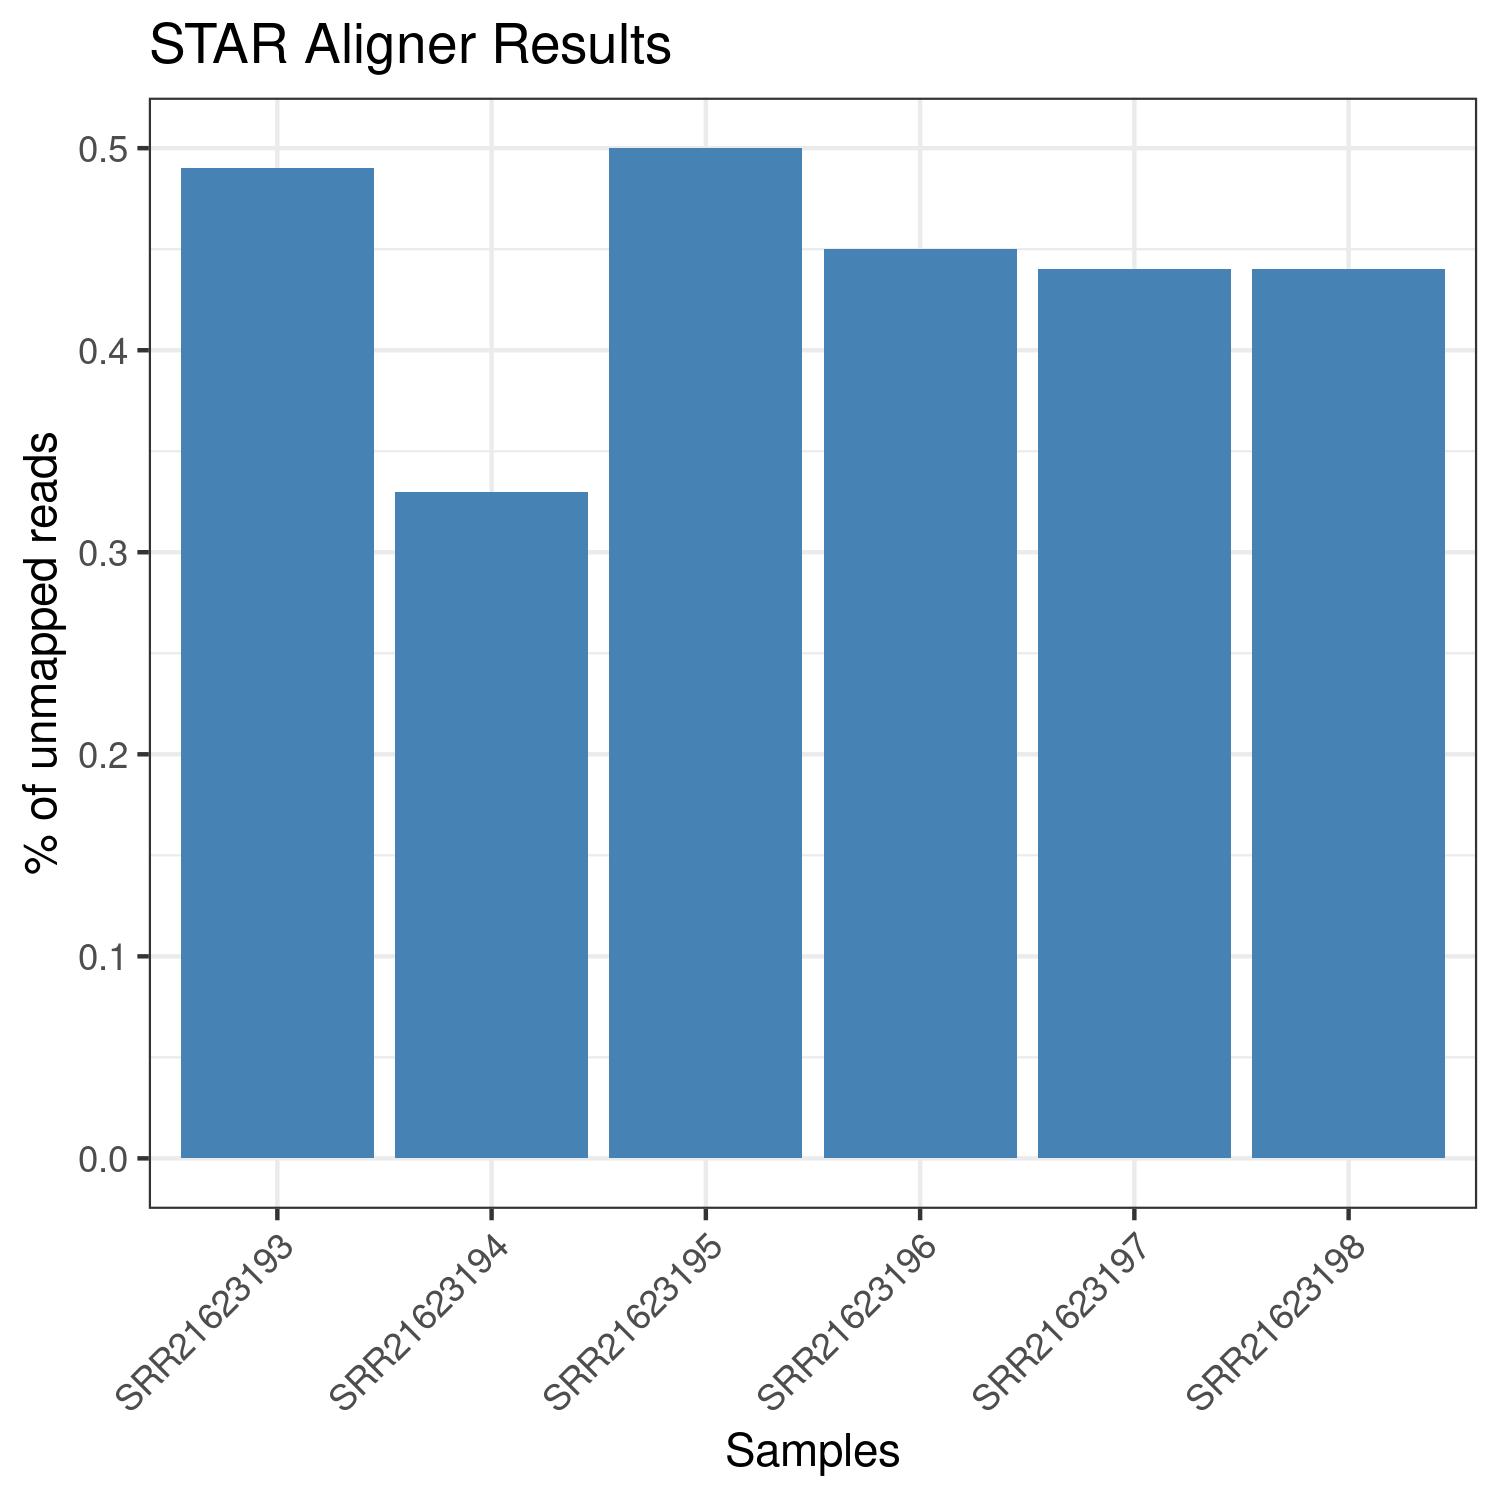 STAR Aligner Results
% of unmapped reads
0.5
0.4
0.3
0.2
0.1
0.0
SRR21623193
SRR21623194
SRR21623195
SRR21623196
SRR21623197
SRR21623198
Samples